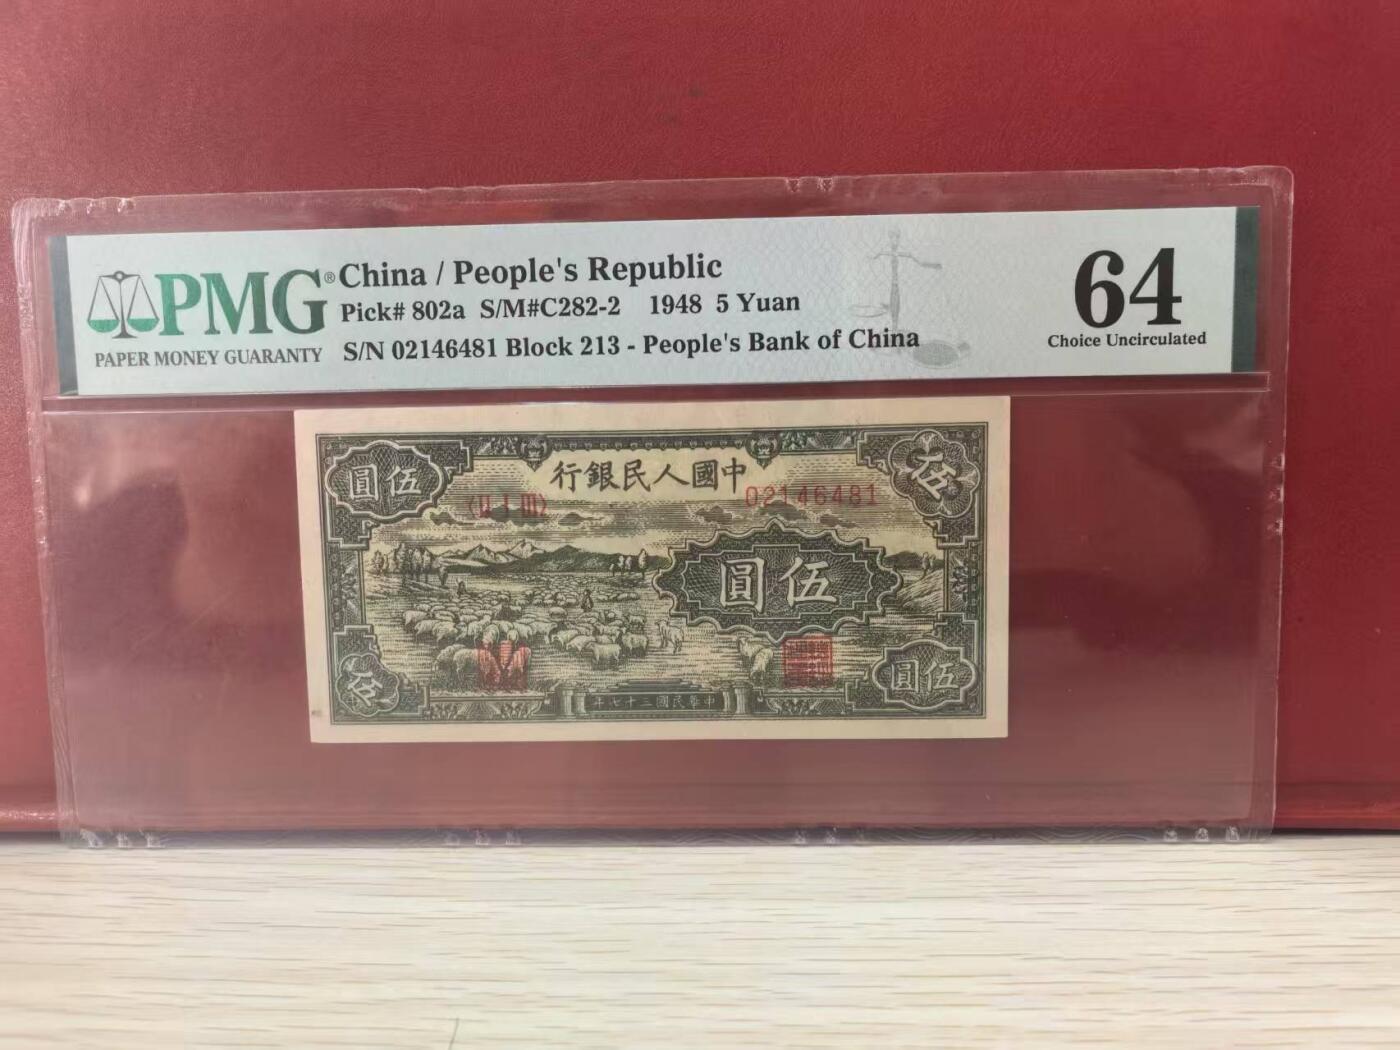 PMG®
PAPER MONEY GUARANTY
China / People's Republic
Pick# 802a S/M#C282-2 1948 5 Yuan
S/N 02146481 Block 213 - People's Bank of China
64
Choice Uncirculated
行銀民人國中
圓伍
伍
02146481
圓伍
伍
圓伍
年七十三國民華中